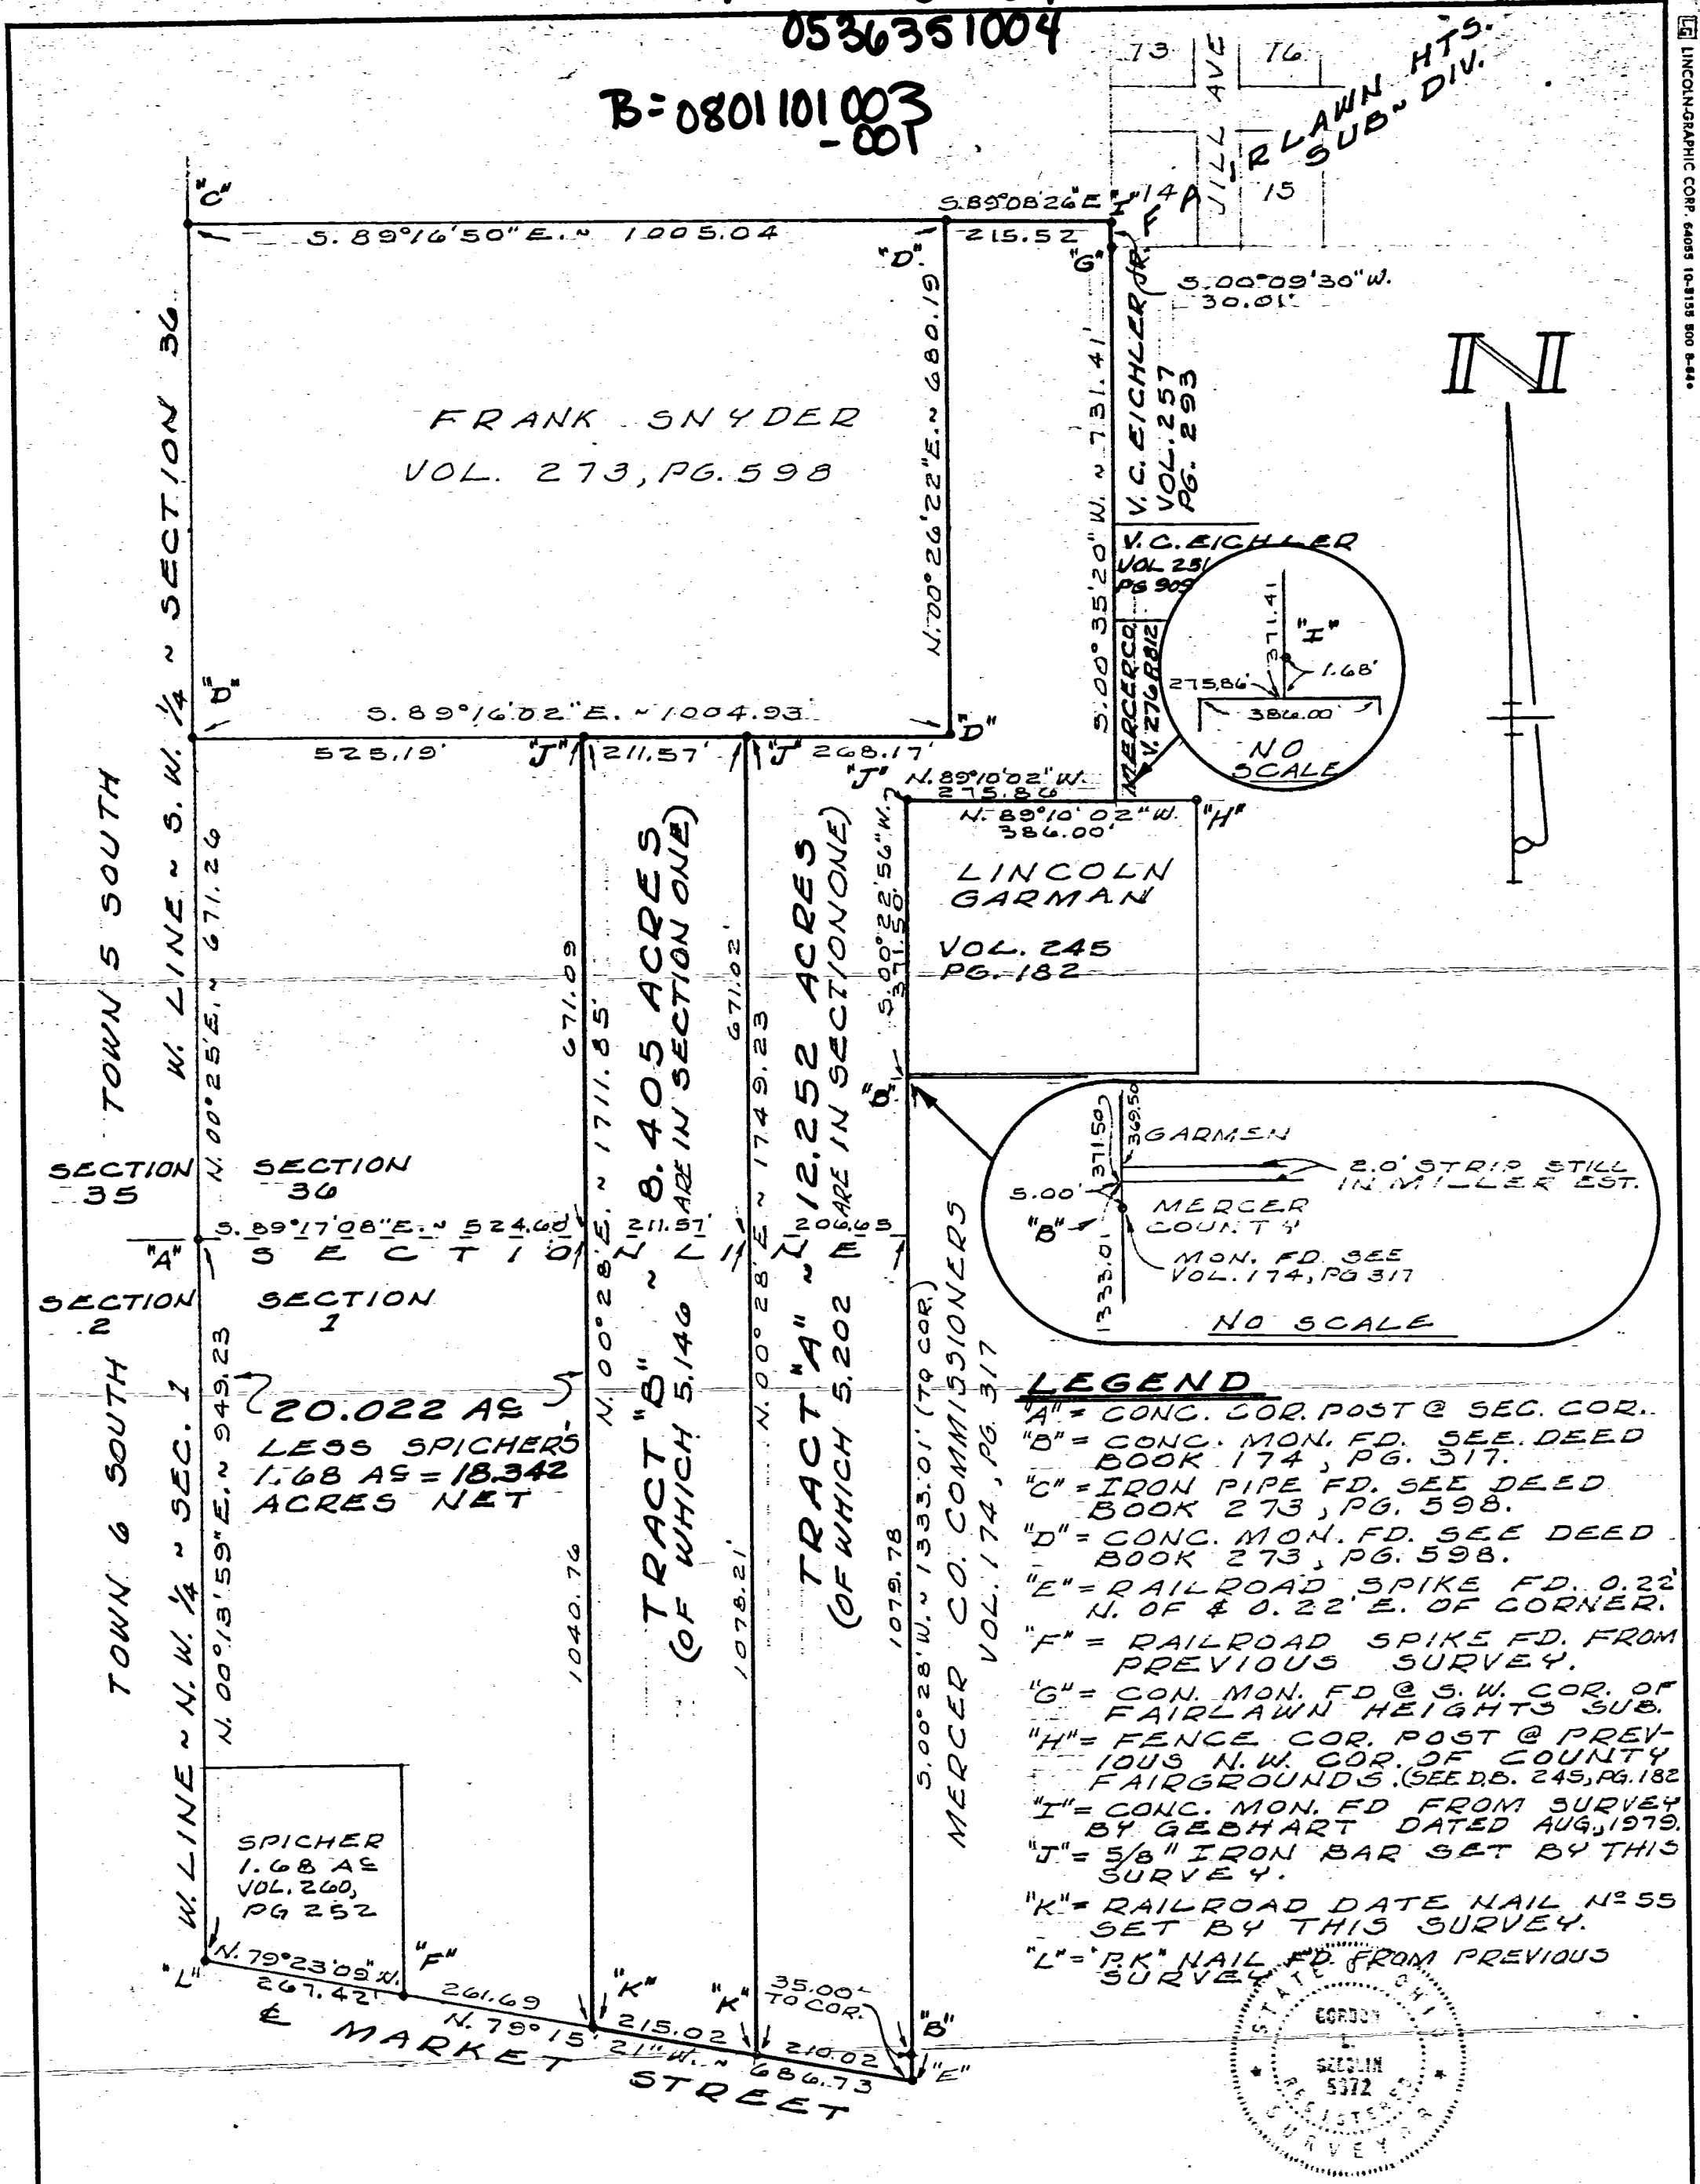 0536351004
B=0801101003
-001
LINCOLN-GRAPHIC CORP.
73
JILL AVE
76
R LAWN HTS.
SUB~ DIV.
14
15
"C"
S. 89°16'50"E. ~ 1005.04
S.89°08'26"E
215.52
"I"
"D"
"G"
S.00°09'30"W.
30.01'
FRANK SNYDER
VOL. 273, PG. 598
N.00°26'22"E. ~ 680.19
S.00°35'20"W. ~ 731.41'
V. C. EICHLER JR.
VOL. 257
PG. 293
V. C. EICHLER
VOL 251
PG 909
MERCER CO.
V. 276 P. 812
N
371.41
"I"
1.68'
275.86'
386.00'
NO
SCALE
W. LINE ~ S. W. 1/4 ~ SECTION 36
TOWN 5 SOUTH
"D"
S. 89°16'02"E. ~ 1004.93
"D"
525.19'
"J"
211.57'
"J"
268.17'
"J"
N. 89°10'02"W.
275.86
N. 89°10'02"W.
386.00'
"H"
LINCOLN
GARMAN
VOL. 245
PG. 182
S.00°22'56"W.
371.50'
"B"
N. 00°25'E. ~ 671.26
671.09
N. 00°28'E. ~ 1711.85'
671.02'
N. 00°28'E ~ 1749.23
TRACT "B" ~ 8.405 ACRES
(OF WHICH 5.146 ARE IN SECTION ONE)
TRACT "A" ~ 12.252 ACRES
(OF WHICH 5.202 ARE IN SECTION ONE)
SECTION
35
SECTION
36
"A"
S. 89°17'08"E. ~ 524.60'
211.57'
206.65
SECTION LINE
SECTION
2
SECTION
1
371.50
369.50
GARMEN
2.0' STRIP STILL
IN MILLER EST.
5.00'
"B"
MERCER
COUNTY
MON. FD. SEE
VOL. 174, PG 317
1333.01
NO SCALE
TOWN 6 SOUTH
W. LINE ~ N. W. 1/4 ~ SEC. 1
N. 00°13'59"E. ~ 949.23
20.022 AC
LESS SPICHERS
1.68 AC = 18.342
ACRES NET
1040.76
1078.21'
1079.78
S.00°28'W. ~ 1333.01' (TO COR.)
MERCER CO. COMMISSIONERS
VOL. 174, PG. 317
LEGEND
"A" = CONC. COR. POST @ SEC. COR.
"B" = CONC. MON. FD. SEE DEED
BOOK 174, PG. 317.
"C" = IRON PIPE FD. SEE DEED
BOOK 273, PG. 598.
"D" = CONC. MON. FD. SEE DEED
BOOK 273, PG. 598.
"E" = RAILROAD SPIKE FD. 0.22'
N. OF & 0.22' E. OF CORNER.
"F" = RAILROAD SPIKE FD. FROM
PREVIOUS SURVEY.
"G" = CON. MON. FD @ S. W. COR. OF
FAIRLAWN HEIGHTS SUB.
"H" = FENCE COR. POST @ PREV-
IOUS N.W. COR. OF COUNTY
FAIRGROUNDS. (SEE D.B. 245, PG. 182
"I" = CONC. MON. FD FROM SURVEY
BY GEBHART DATED AUG, 1979.
"J" = 5/8" IRON BAR SET BY THIS
SURVEY.
"K" = RAILROAD DATE NAIL Nº 55
SET BY THIS SURVEY.
"L" = "P.K" NAIL FD. FROM PREVIOUS
SURVEY
SPICHER
1.68 AC
VOL. 260,
PG 252
"L"
N. 79°23'09"W.
267.42'
"F"
261.69
"K"
215.02
"K"
35.00'
TO COR.
210.02
"B"
"E"
N. 79°15'21"W. ~ 686.73
℄ MARKET STREET
STATE OF OHIO
GORDON
L.
5372
REGISTERED
SURVEYOR